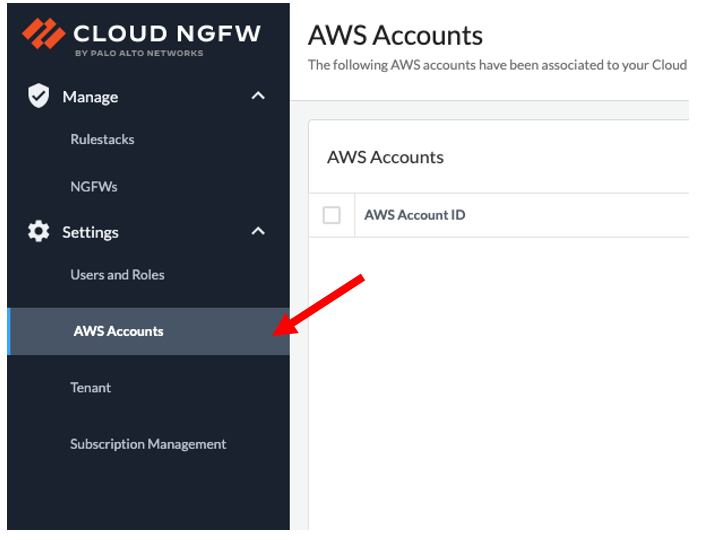 CLOUD NGFW
BY PALO ALTO NETWORKS
Manage
Rulestacks
NGFWs
Settings
Users and Roles
AWS Accounts
Tenant
Subscription Management
AWS Accounts
The following AWS accounts have been associated to your Cloud
AWS Accounts
AWS Account ID